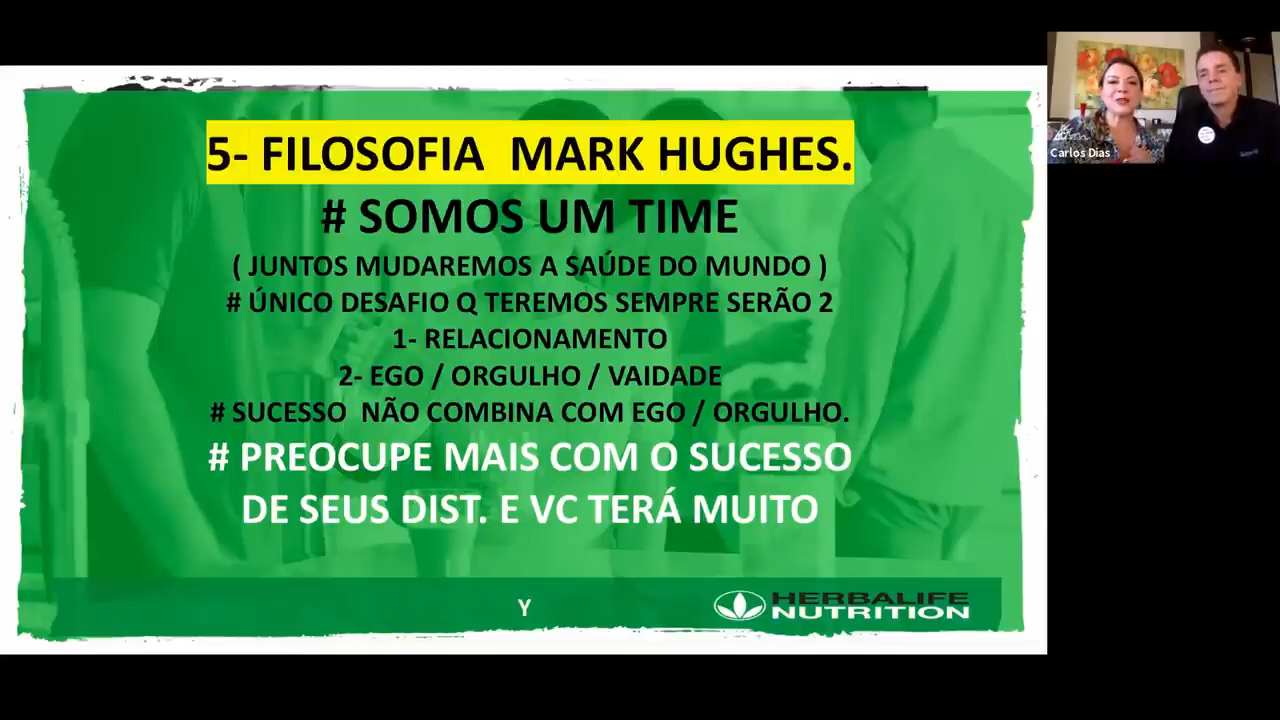 5- FILOSOFIA MARK HUGHES.
# SOMOS UM TIME
( JUNTOS MUDAREMOS A SAÚDE DO MUNDO )
# ÚNICO DESAFIO Q TEREMOS SEMPRE SERÃO 2
1- RELACIONAMENTO
2- EGO / ORGULHO / VAIDADE
# SUCESSO NÃO COMBINA COM EGO / ORGULHO.
# PREOCUPE MAIS COM O SUCESSO
DE SEUS DIST. E VC TERÁ MUITO
Y
HERBALIFE
NUTRITION
Carlos Dias